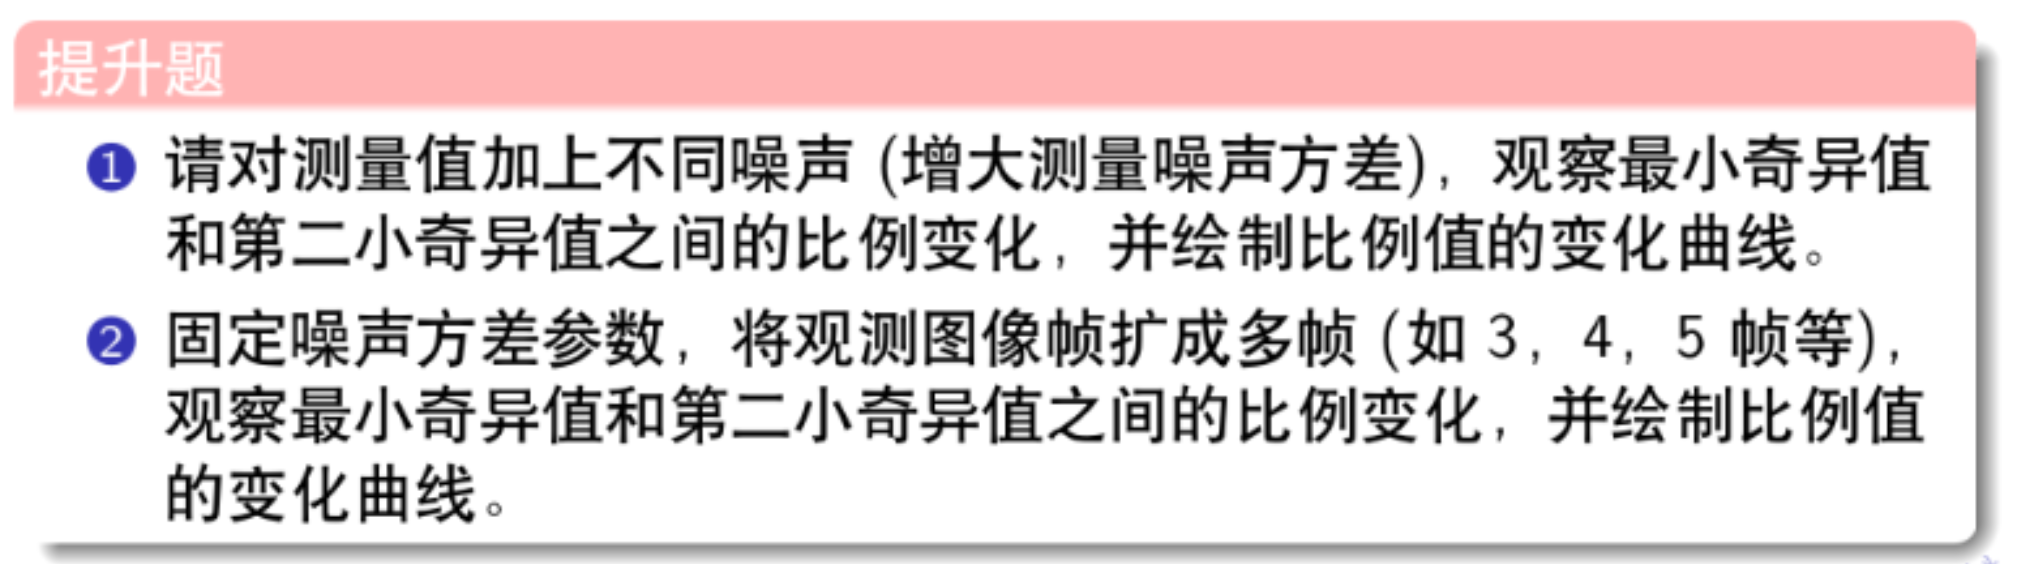 提升题
1 请对测量值加上不同噪声 (增大测量噪声方差)，观察最小奇异值
和第二小奇异值之间的比例变化，并绘制比例值的变化曲线。
2 固定噪声方差参数，将观测图像帧扩成多帧 (如 3，4，5 帧等)，
观察最小奇异值和第二小奇异值之间的比例变化，并绘制比例值
的变化曲线。